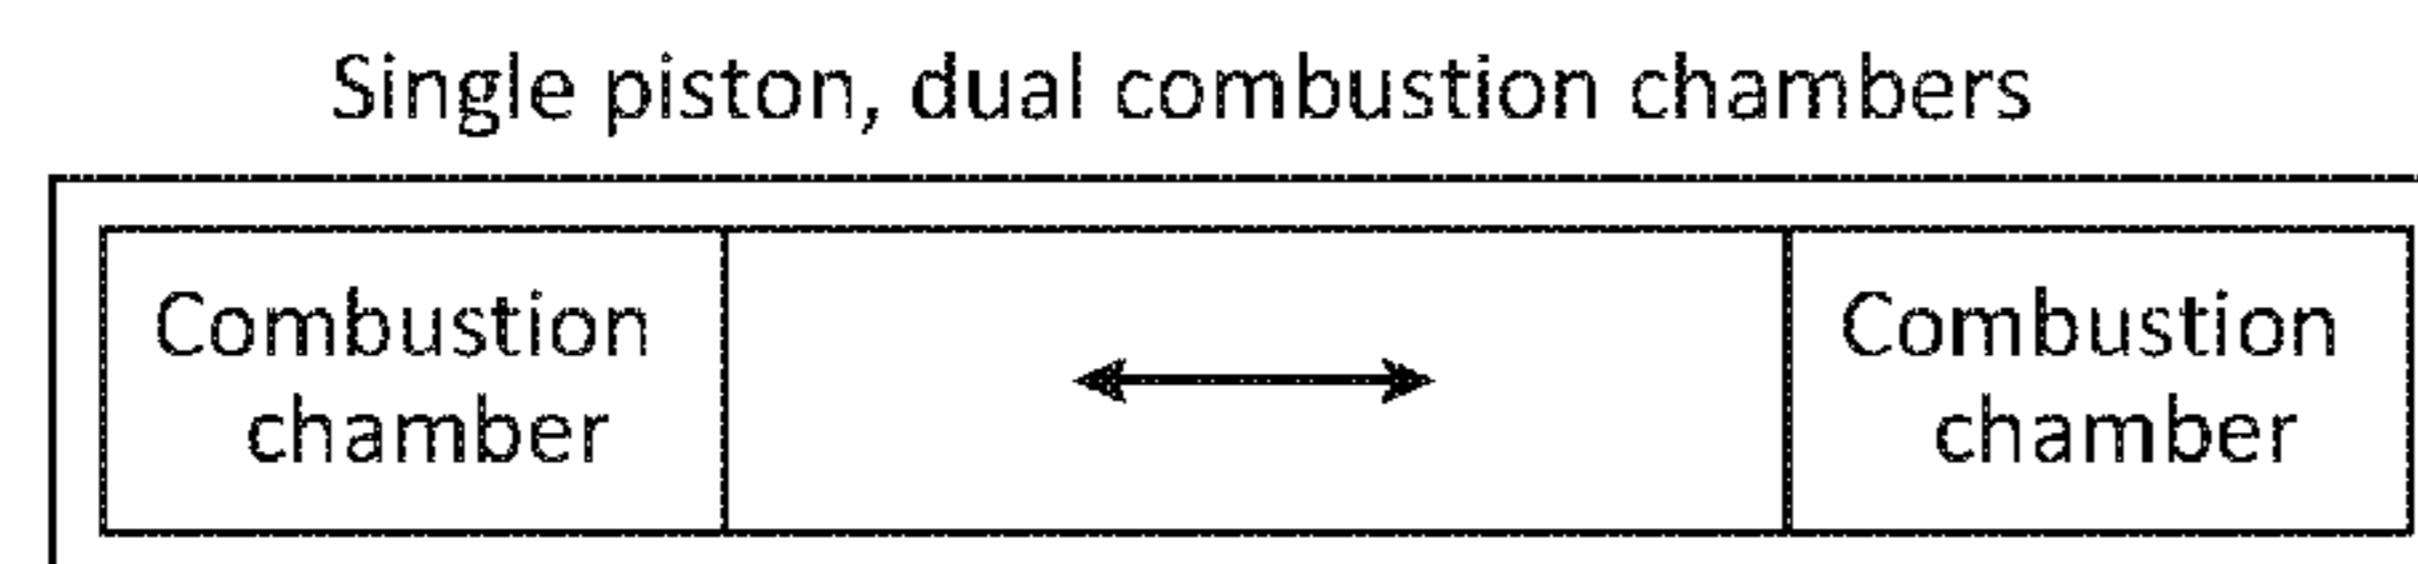 Single piston, dual combustion chambers
Combustion
chamber
Combustion
chamber